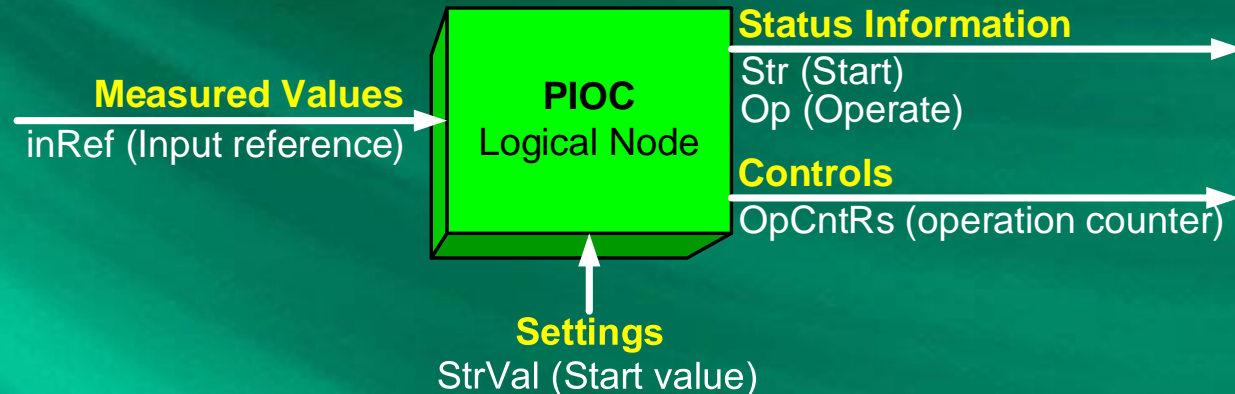 Measured Values
inRef (Input reference)
PIOC
Logical Node
Status Information
Str (Start)
Op (Operate)
Controls
OpCntRs (operation counter)
Settings
StrVal (Start value)